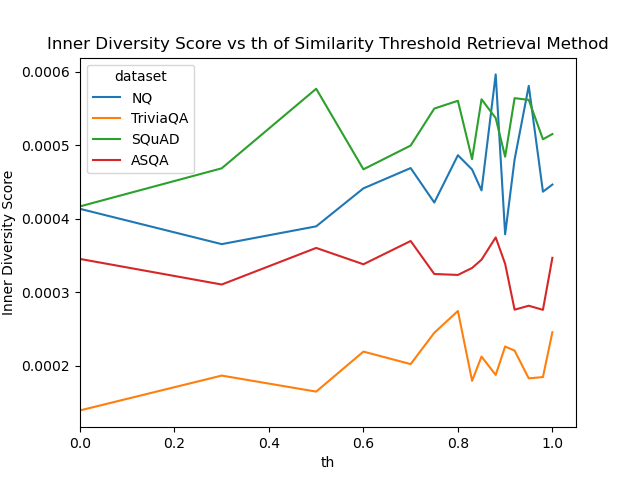 Inner Diversity Score vs th of Similarity Threshold Retrieval Method
dataset
NQ
TriviaQA
SQuAD
ASQA
Inner Diversity Score
0.0006
0.0005
0.0004
0.0003
0.0002
0.0 0.2 0.4 0.6 0.8 1.0
th